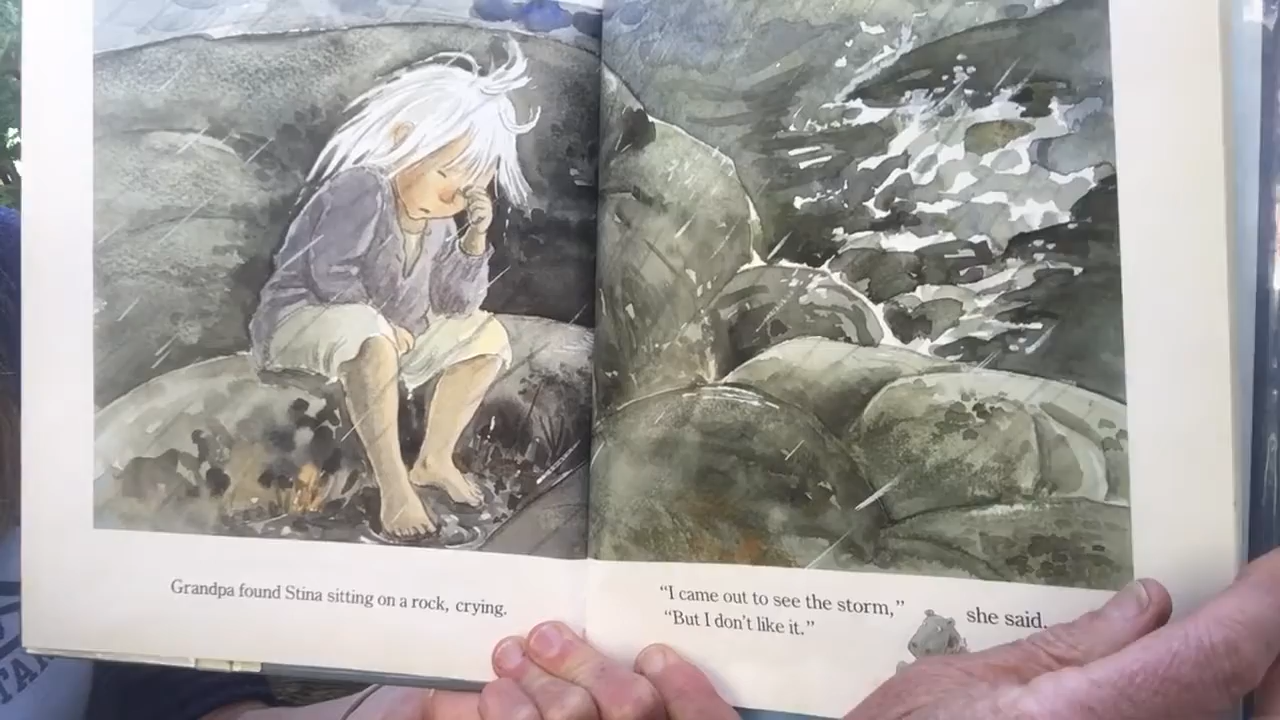 Grandpa found Stina sitting on a rock, crying.
“I came out to see the storm,” she said.
“But I don’t like it.”
TA